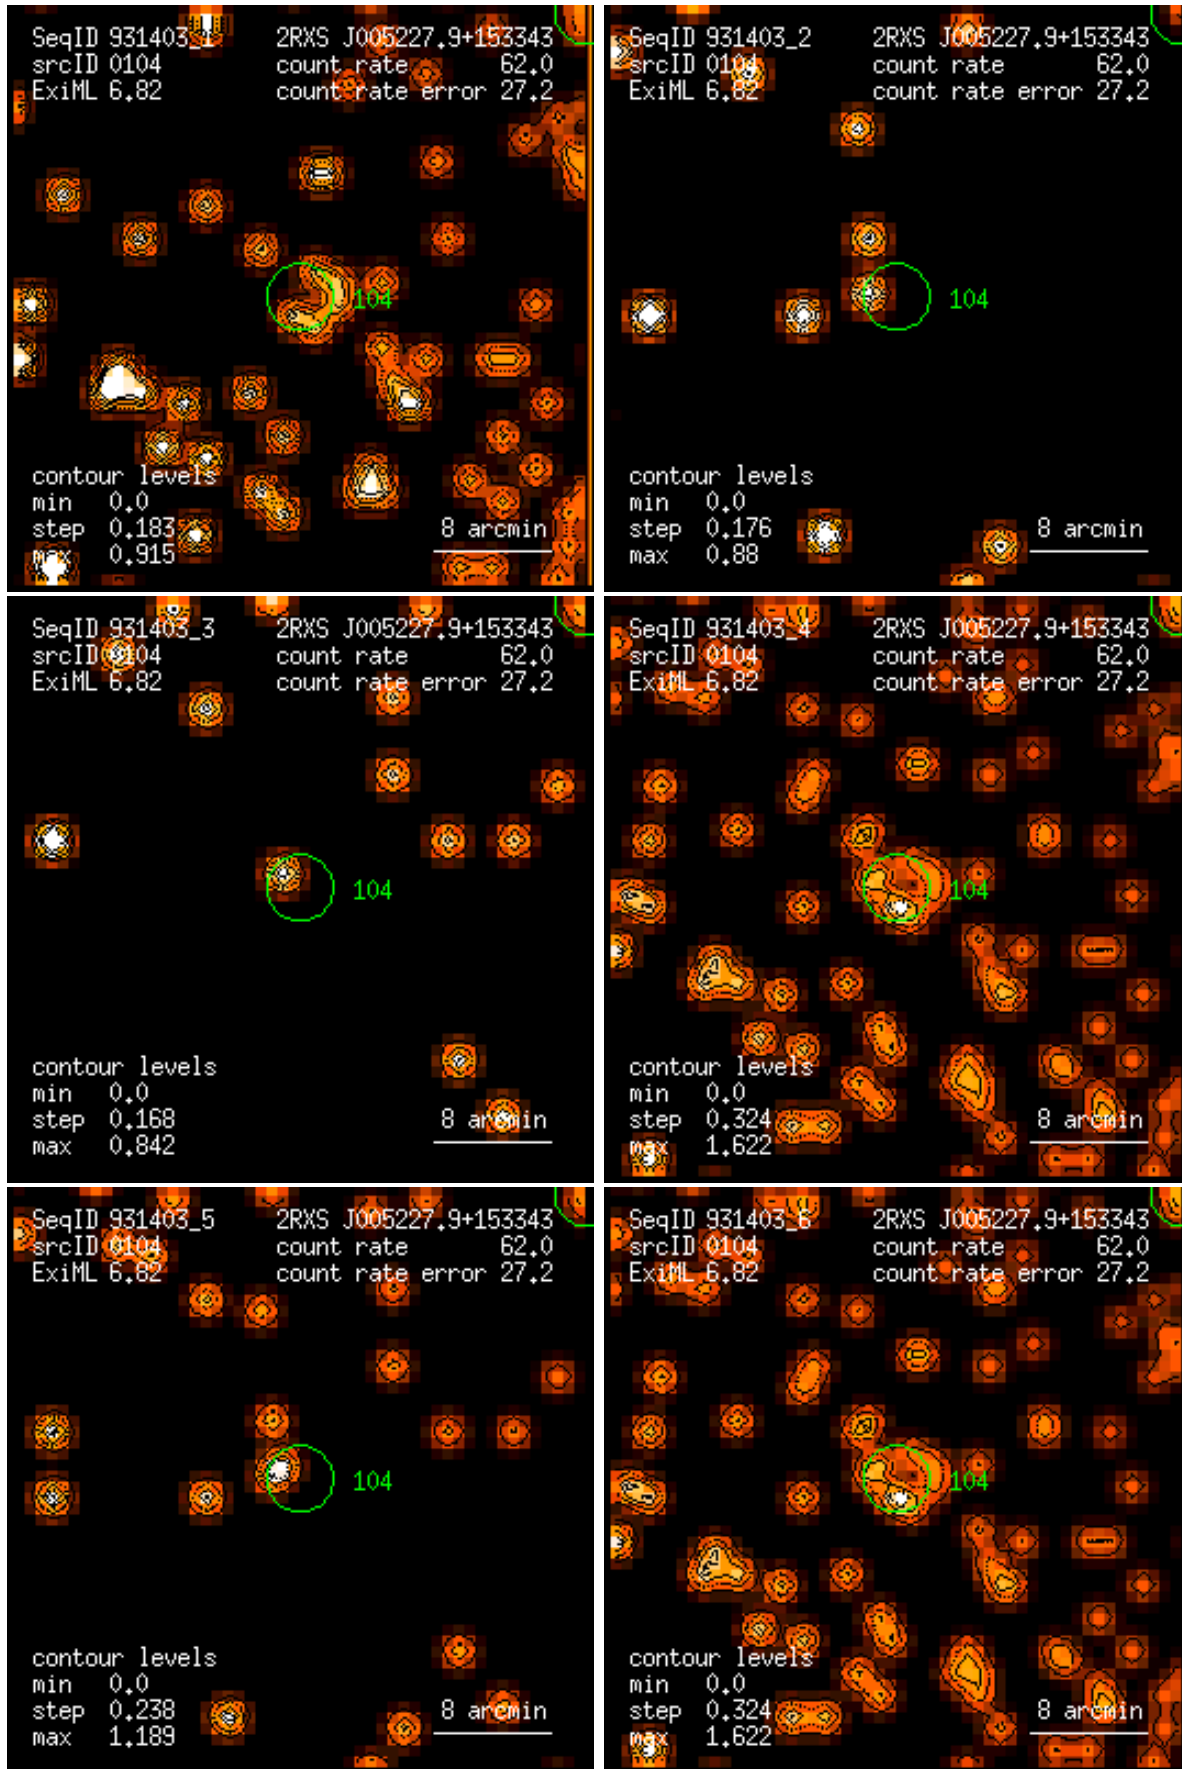 SeqID 931403_1 2RXS J005227.9+153343
srcID 0104 count rate 62.0
ExiML 6.82 count rate error 27.2
104
contour levels
min 0.0
step 0.183 8 arcmin
max 0.915
SeqID 931403_2 2RXS J005227.9+153343
srcID 0104 count rate 62.0
ExiML 6.82 count rate error 27.2
104
contour levels
min 0.0
step 0.176 8 arcmin
max 0.88
SeqID 931403_3 2RXS J005227.9+153343
srcID 0104 count rate 62.0
ExiML 6.82 count rate error 27.2
104
contour levels
min 0.0
step 0.168 8 arcmin
max 0.842
SeqID 931403_4 2RXS J005227.9+153343
srcID 0104 count rate 62.0
ExiML 6.82 count rate error 27.2
104
contour levels
min 0.0
step 0.324 8 arcmin
max 1.622
SeqID 931403_5 2RXS J005227.9+153343
srcID 0104 count rate 62.0
ExiML 6.82 count rate error 27.2
104
contour levels
min 0.0
step 0.238 8 arcmin
max 1.189
SeqID 931403_6 2RXS J005227.9+153343
srcID 0104 count rate 62.0
ExiML 6.82 count rate error 27.2
104
contour levels
min 0.0
step 0.324 8 arcmin
max 1.622